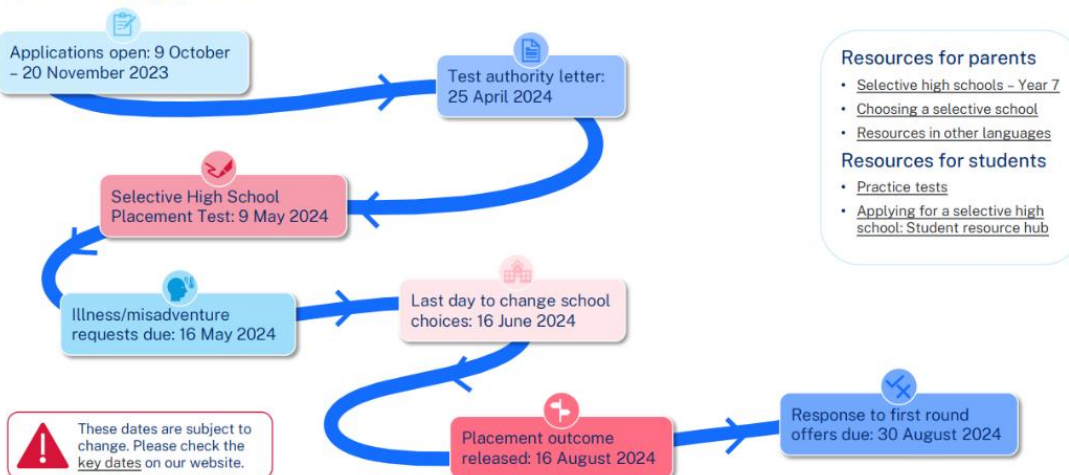 Applications open: 9 October
– 20 November 2023
Test authority letter:
25 April 2024
Selective High School
Placement Test: 9 May 2024
Illness/misadventure
requests due: 16 May 2024
Last day to change school
choices: 16 June 2024
Placement outcome
released: 16 August 2024
Response to first round
offers due: 30 August 2024
These dates are subject to
change. Please check the
key dates on our website.
Resources for parents
• Selective high schools – Year 7
• Choosing a selective school
• Resources in other languages
Resources for students
• Practice tests
• Applying for a selective high
school: Student resource hub